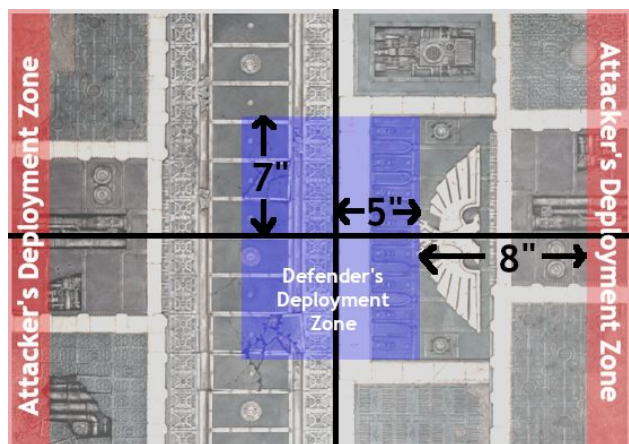 Attacker's Deployment Zone
7"
5"
8"
Defender's
Deployment
Zone
Attacker's Deployment Zone